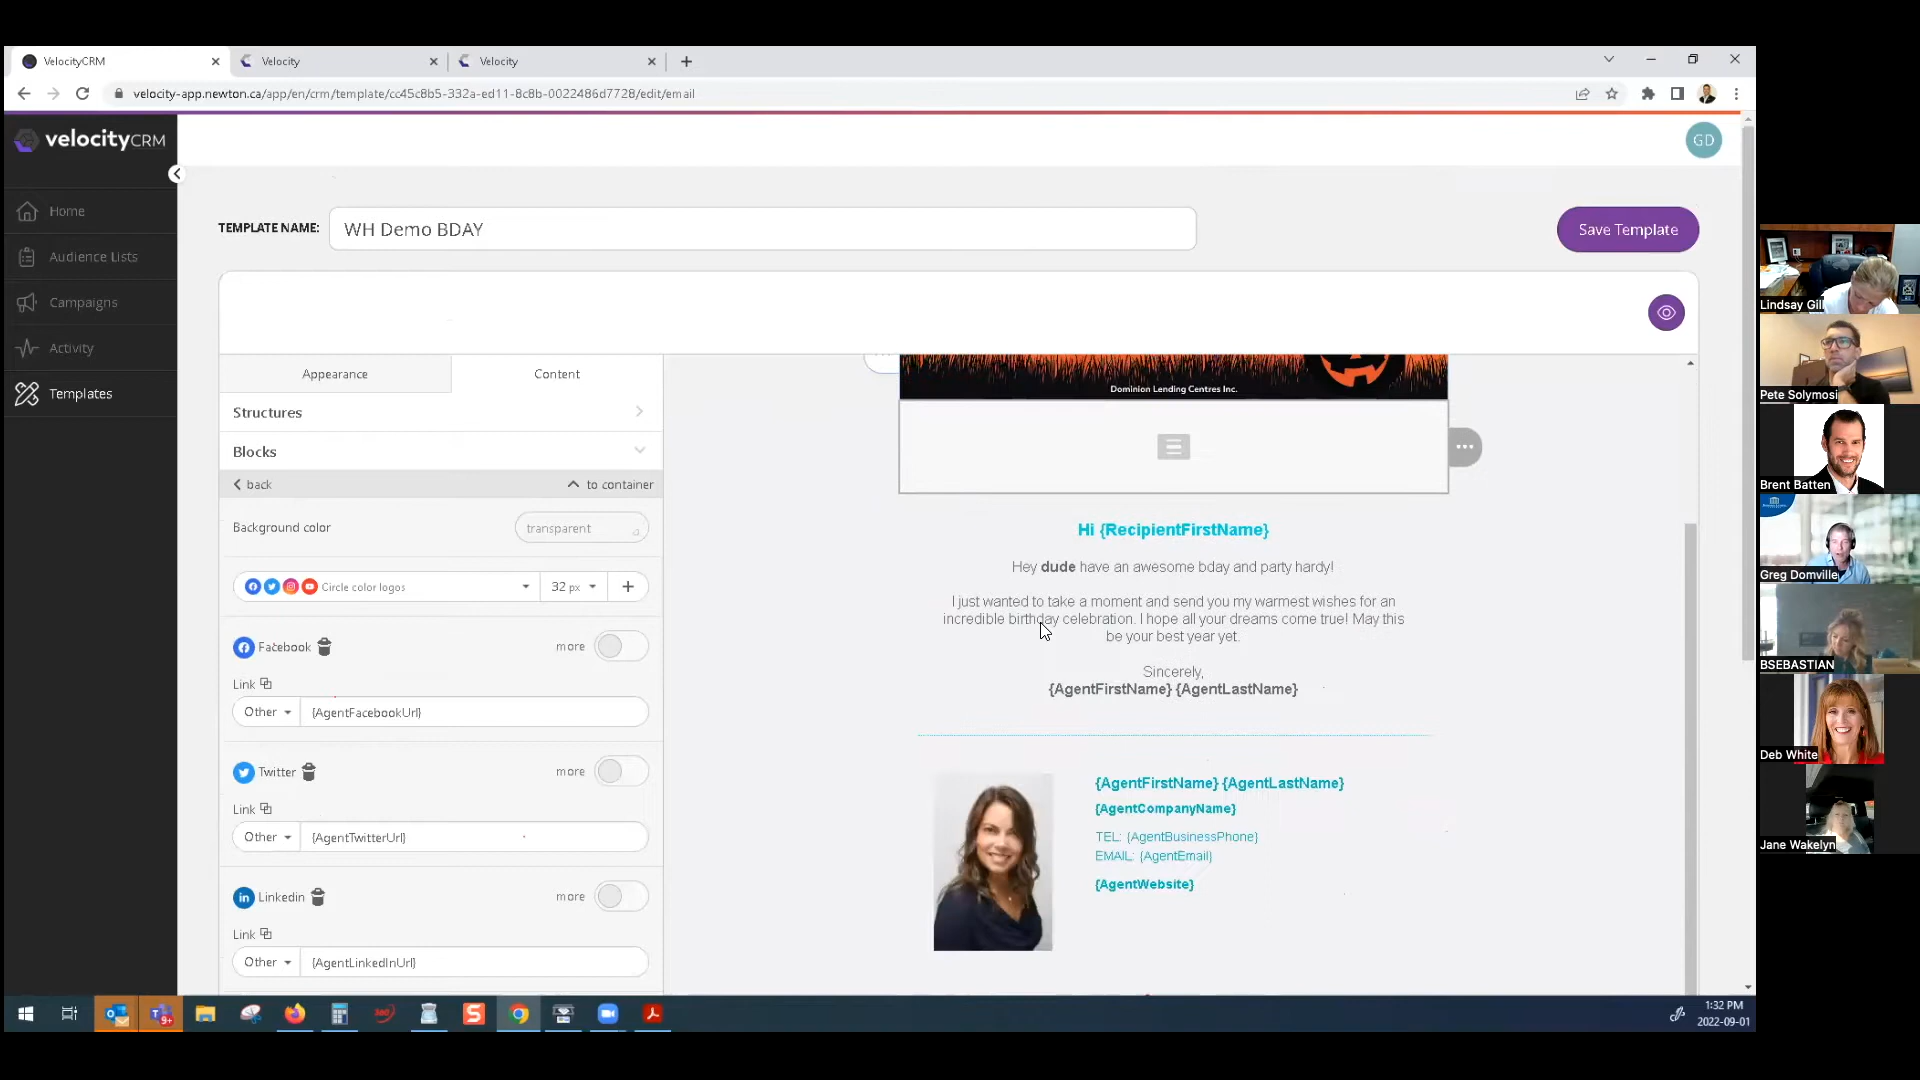 VelocityCRM
Velocity
Velocity
velocity-app.newton.ca/app/en/crm/template/cc45c8b5-332a-ed11-8c8b-0022486d7728/edit/email
velocityCRM
GD
Home
Audience Lists
Campaigns
Activity
Templates
TEMPLATE NAME:
WH Demo BDAY
Save Template
Appearance
Content
Structures
Blocks
back
to container
Background color
transparent
Circle color logos
32 px
Facebook
more
Link
Other
{AgentFacebookUrl}
Twitter
more
Link
Other
{AgentTwitterUrl}
Linkedin
more
Link
Other
{AgentLinkedInUrl}
Dominion Lending Centres Inc.
Hi {RecipientFirstName}
Hey dude have an awesome bday and party hardy!
I just wanted to take a moment and send you my warmest wishes for an
incredible birthday celebration. I hope all your dreams come true! May this
be your best year yet.
Sincerely,
{AgentFirstName} {AgentLastName}
{AgentFirstName} {AgentLastName}
{AgentCompanyName}
TEL: {AgentBusinessPhone}
EMAIL: {AgentEmail}
{AgentWebsite}
Lindsay Gill
Pete Solymosi
Brent Batten
Greg Domville
BSEBASTIAN
Deb White
Jane Wakelyn
9+
1:32 PM
2022-09-01